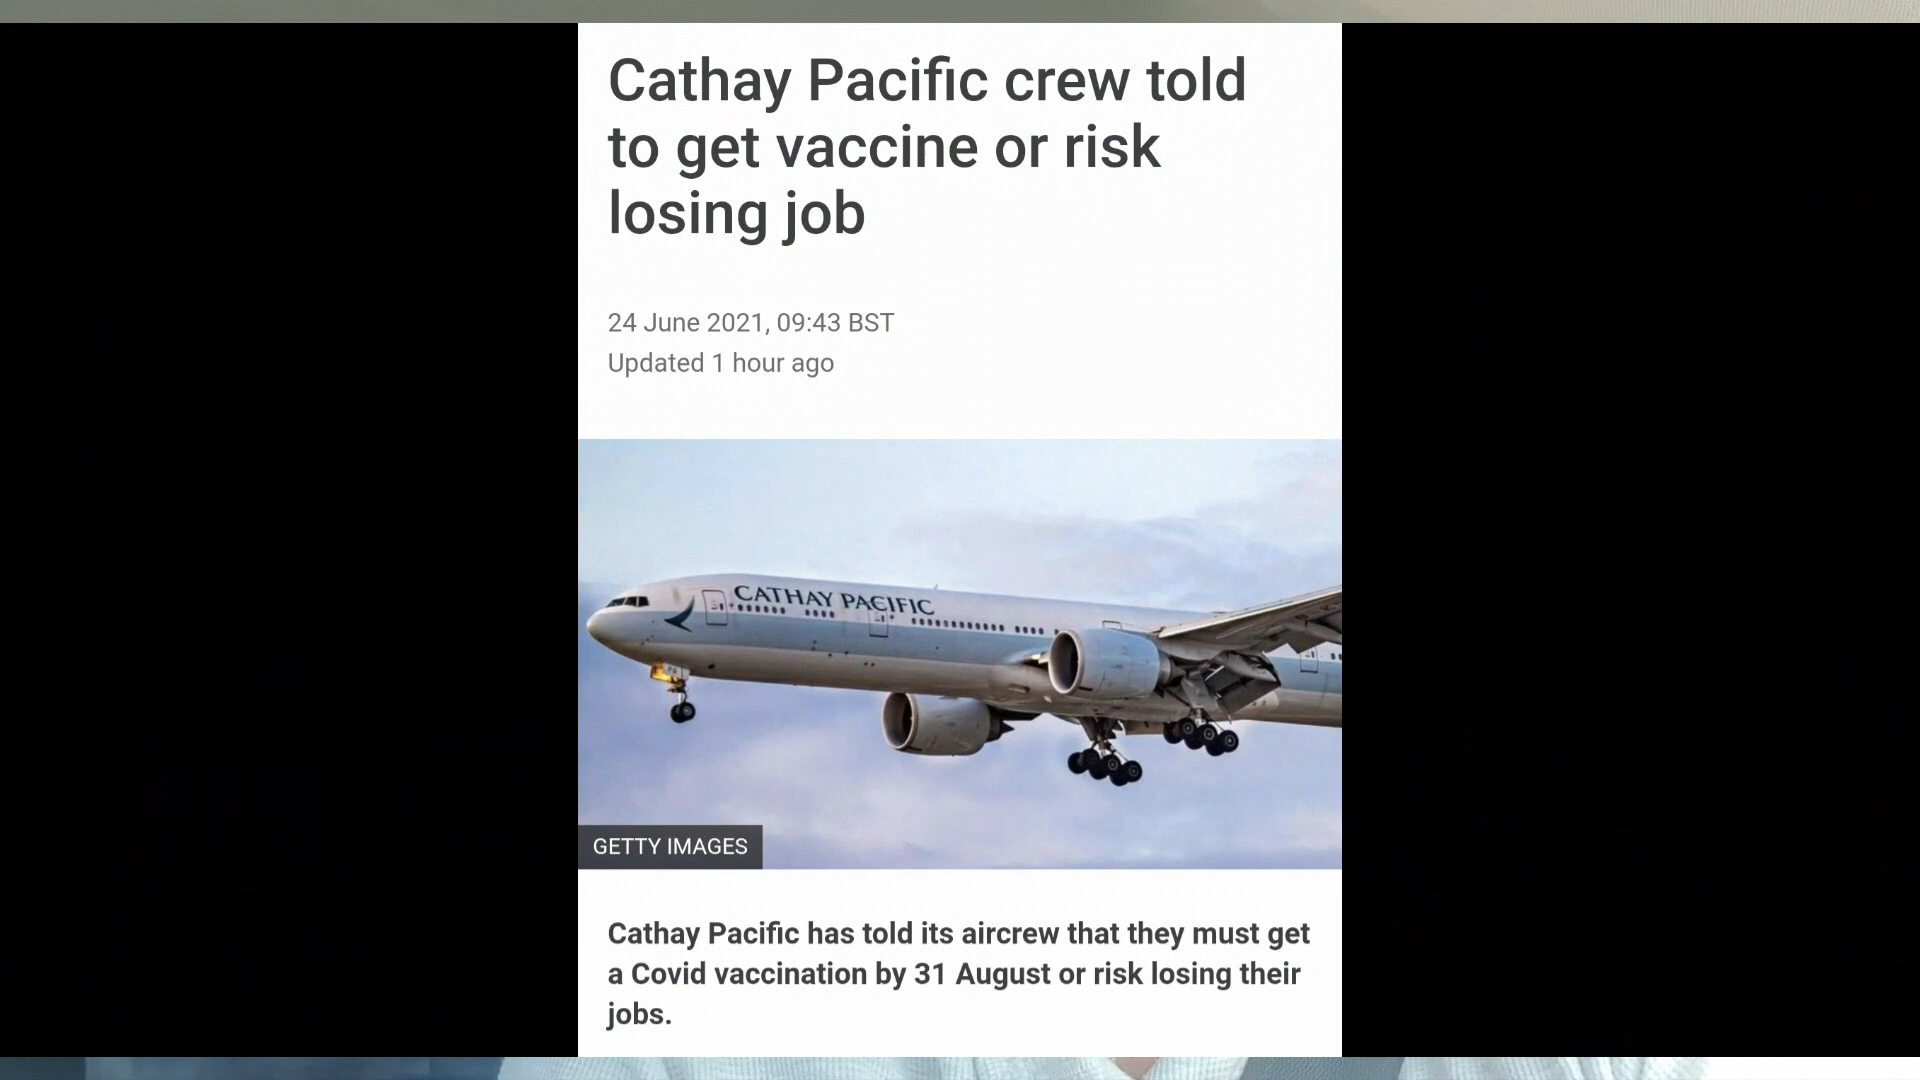 Cathay Pacific crew told
to get vaccine or risk
losing job
24 June 2021, 09:43 BST
Updated 1 hour ago
CATHAY PACIFIC
GETTY IMAGES
Cathay Pacific has told its aircrew that they must get
a Covid vaccination by 31 August or risk losing their
jobs.